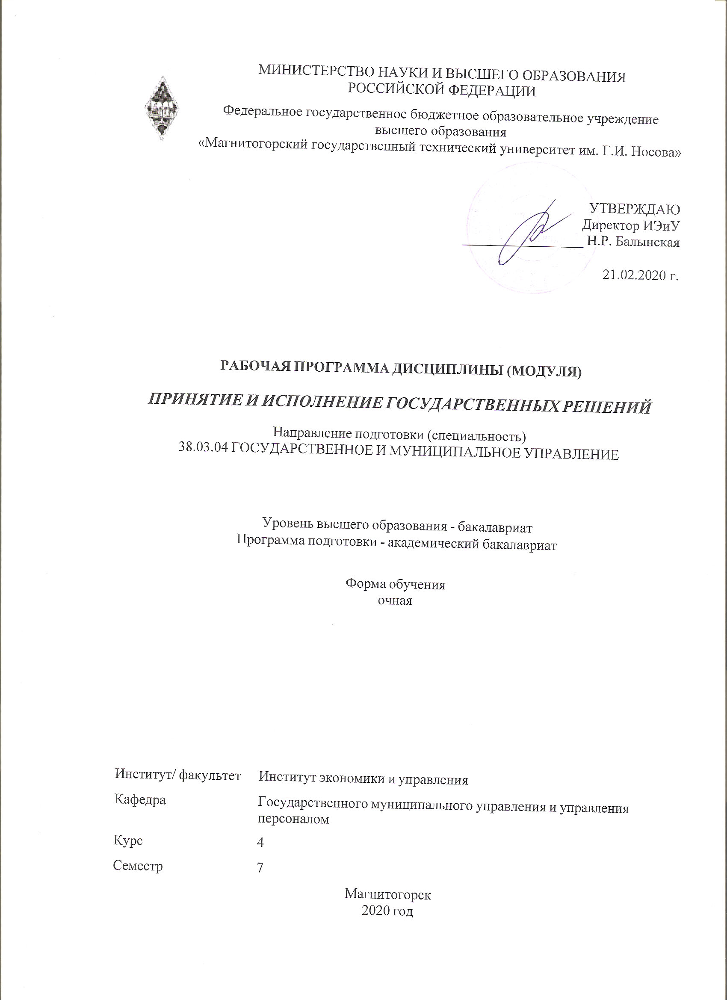 МИНИСТЕРСТВО НАУКИ И ВЫСШЕГО ОБРАЗОВАНИЯ
РОССИЙСКОЙ ФЕДЕРАЦИИ
Федеральное государственное бюджетное образовательное учреждение
высшего образования
«Магнитогорский государственный технический университет им. Г.И. Носова»
УТВЕРЖДАЮ
Директор ИЭиУ
Н.Р. Балынская
21.02.2020 г.
РАБОЧАЯ ПРОГРАММА ДИСЦИПЛИНЫ (МОДУЛЯ)
ПРИНЯТИЕ И ИСПОЛНЕНИЕ ГОСУДАРСТВЕННЫХ РЕШЕНИЙ
Направление подготовки (специальность)
38.03.04 ГОСУДАРСТВЕННОЕ И МУНИЦИПАЛЬНОЕ УПРАВЛЕНИЕ
Уровень высшего образования - бакалавриат
Программа подготовки - академический бакалавриат
Форма обучения
очная
Институт/ факультет Институт экономики и управления
Кафедра Государственного муниципального управления и управления
персоналом
Курс 4
Семестр 7
Магнитогорск
2020 год